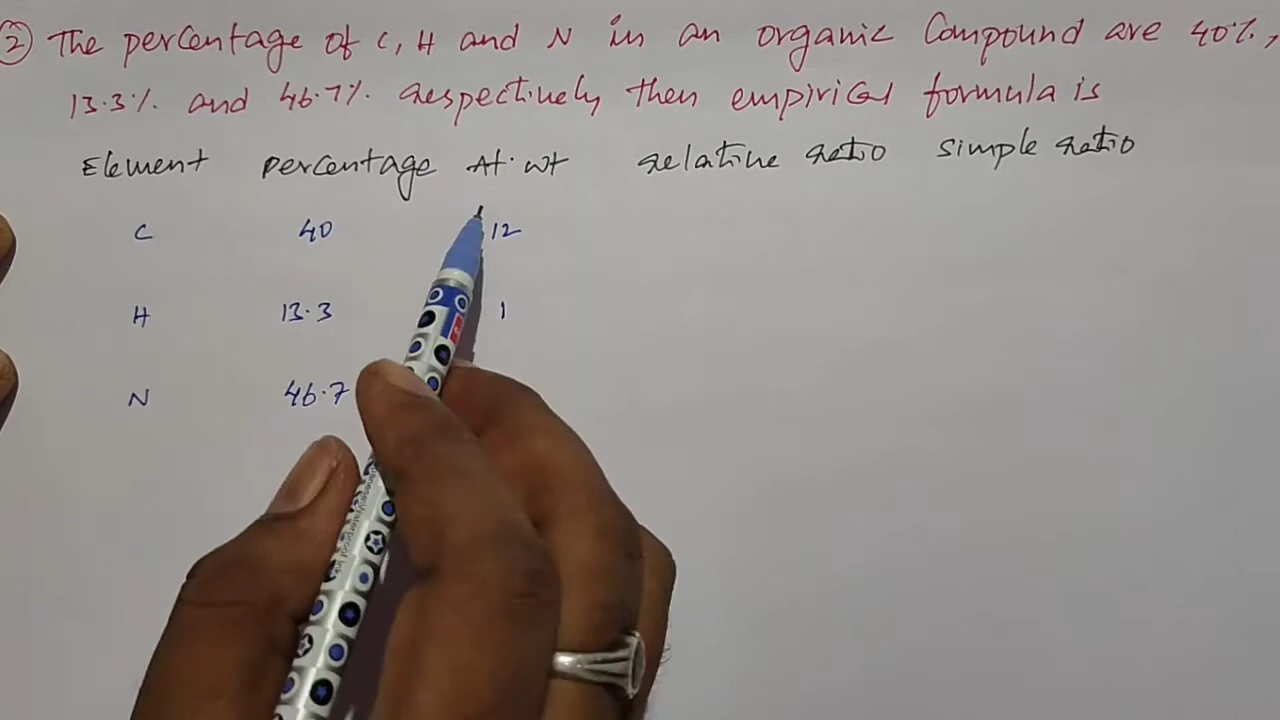 ② The percentage of C, H and N in an organic compound are 40%,
13.3% and 46.7% respectively then empirical formula is
Element percentage At. wt relative ratio simple ratio
C 40 12
H 13.3 1
N 46.7